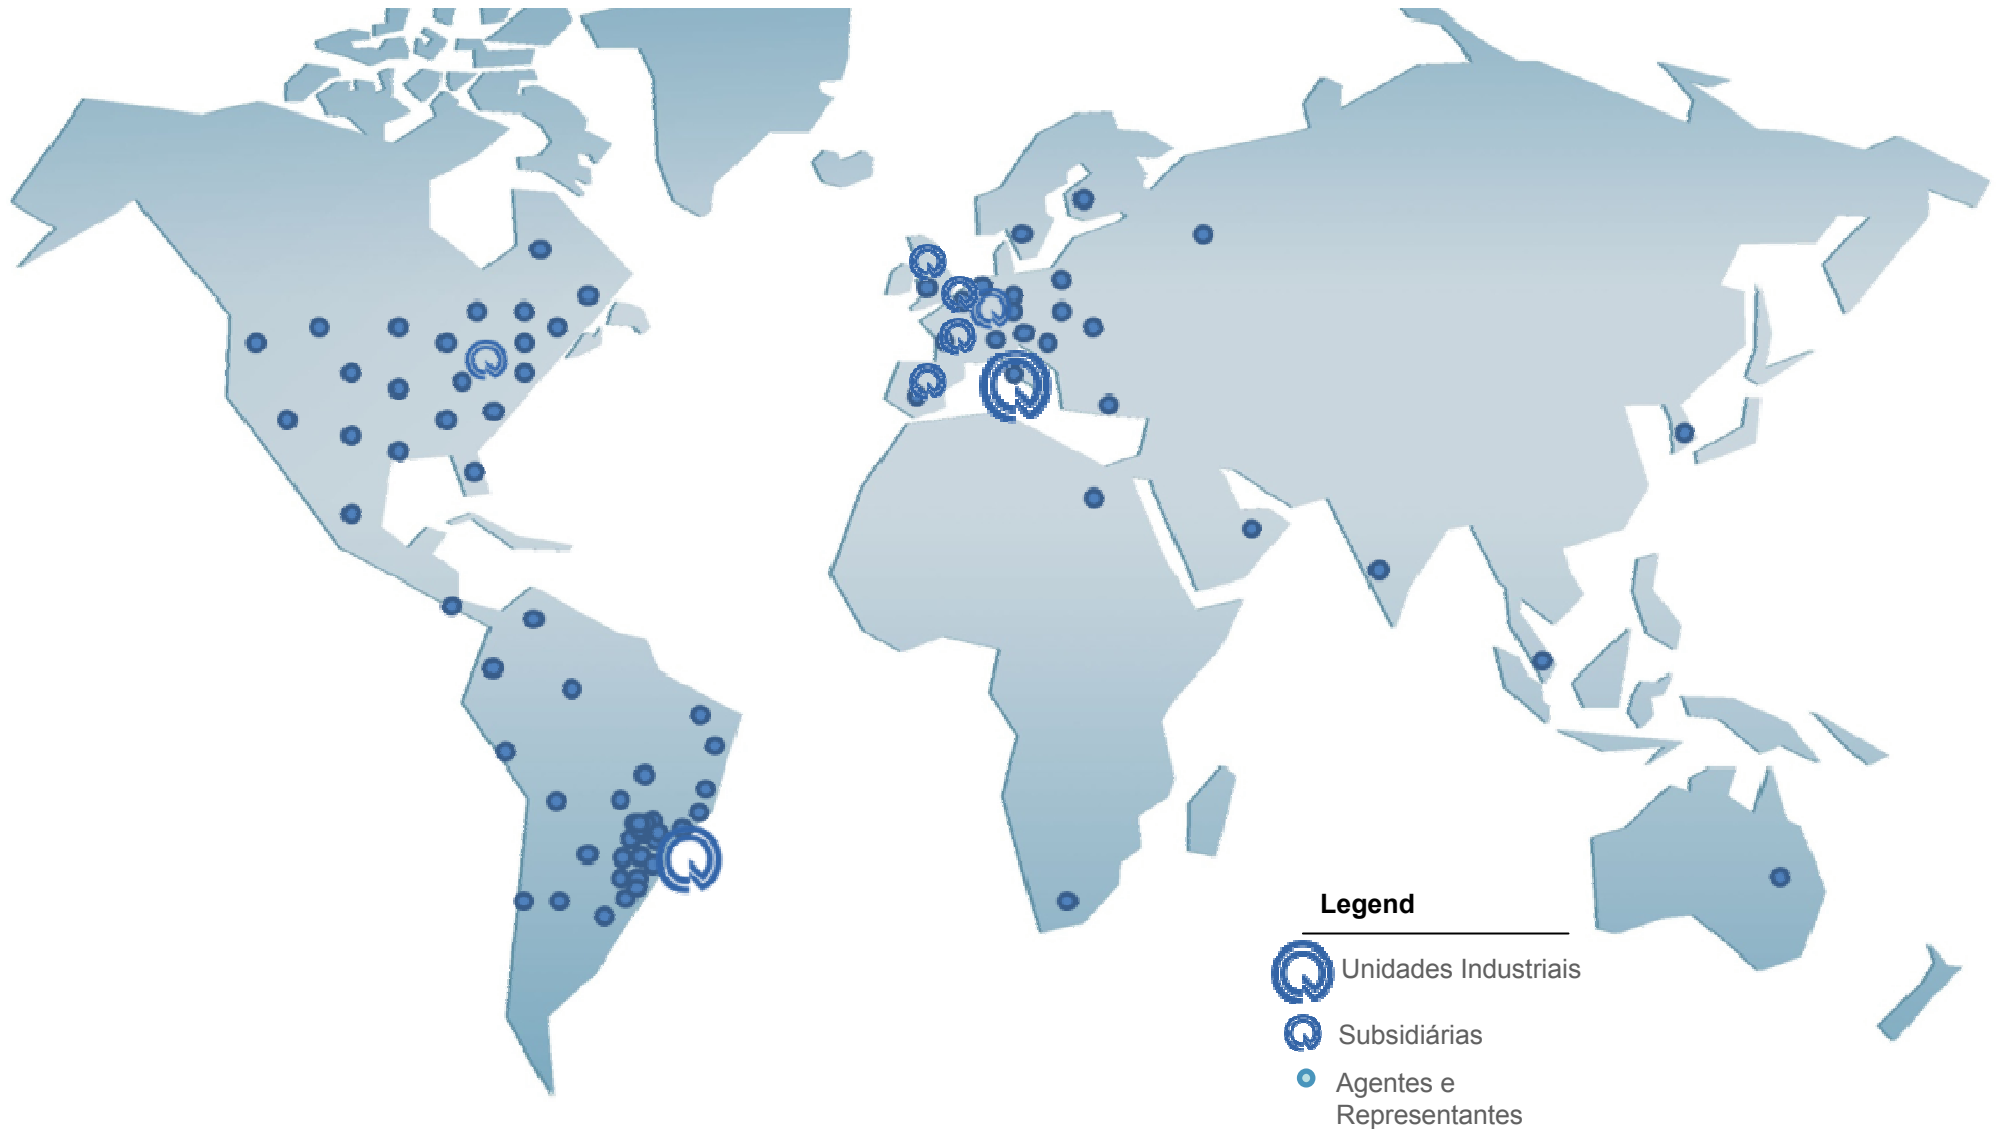 Legend
Unidades Industriais
Subsidiárias
Agentes e
Representantes